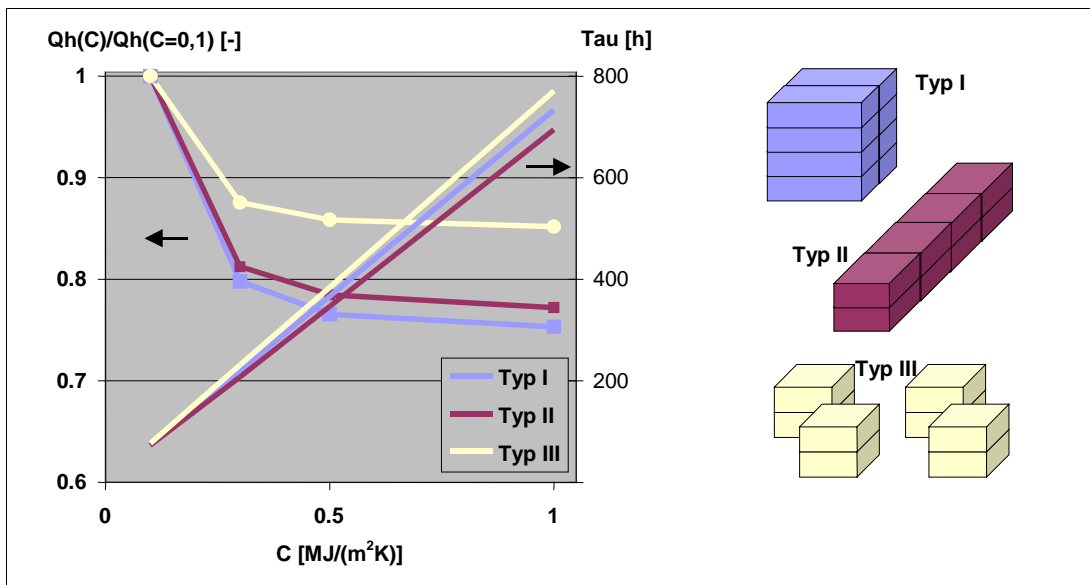 Qh(C)/Qh(C=0,1) [-]
Tau [h]
1
0.9
0.8
0.7
0.6
800
600
400
200
0
0.5
1
C [MJ/(m²K)]
Typ I
Typ II
Typ III
Typ I
Typ II
Typ III